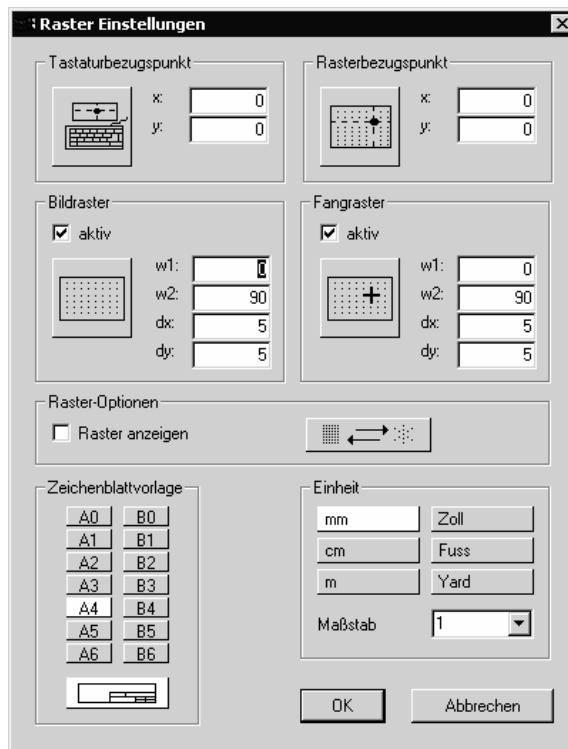 Raster Einstellungen
Tastaturbezugspunkt
x: 0
y: 0
Rasterbezugspunkt
x: 0
y: 0
Bildraster
aktiv
w1: 0
w2: 90
dx: 5
dy: 5
Fangraster
aktiv
w1: 0
w2: 90
dx: 5
dy: 5
Raster-Optionen
Raster anzeigen
Zeichenblattvorlage
A0 B0
A1 B1
A2 B2
A3 B3
A4 B4
A5 B5
A6 B6
Einheit
mm Zoll
cm Fuss
m Yard
Maßstab 1
OK Abbrechen